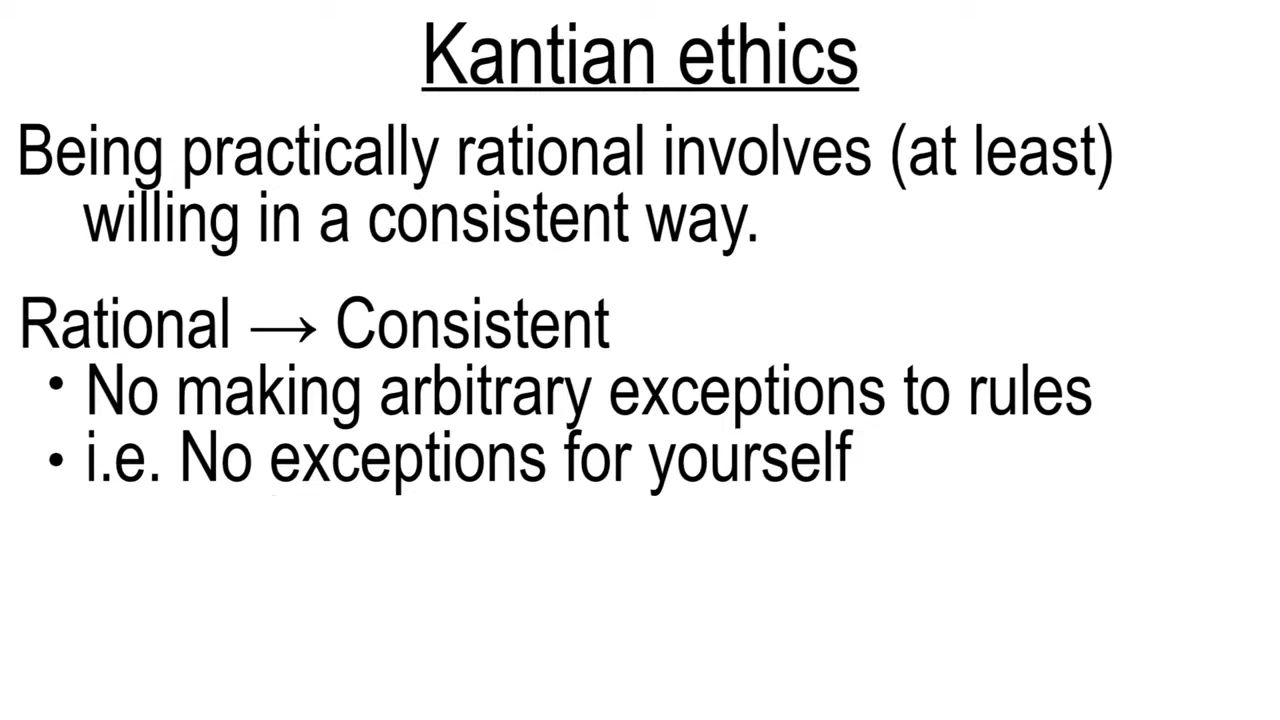 Kantian ethics
Being practically rational involves (at least)
willing in a consistent way.
Rational → Consistent
• No making arbitrary exceptions to rules
• i.e. No exceptions for yourself